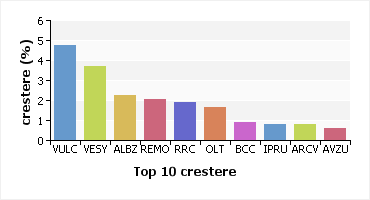 crestere (%)
6
5
4
3
2
1
0
VULC VESY ALBZ REMO RRC OLT BCC IPRU ARCV AVZU
Top 10 crestere